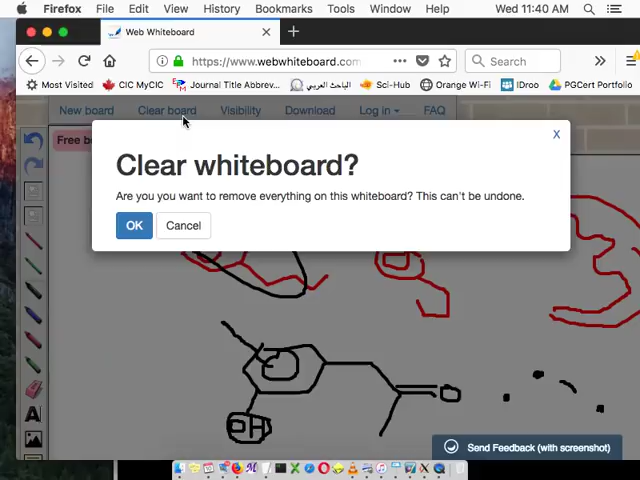 Firefox File Edit View History Bookmarks Tools Wed 11:40 AM
Web Whiteboard
https://www.webwhiteboard.com Search
Most Visited CIC MyCIC Journal Title Abbrev... الباحث العربي Sci-Hub Orange Wi-Fi IDroo PGCert Portfolio
New board Clear board Visibility Download Log in FAQ
Free b
X
Clear whiteboard?
Are you you want to remove everything on this whiteboard? This can't be undone.
OK Cancel
A
O
OH
Send Feedback (with screenshot)